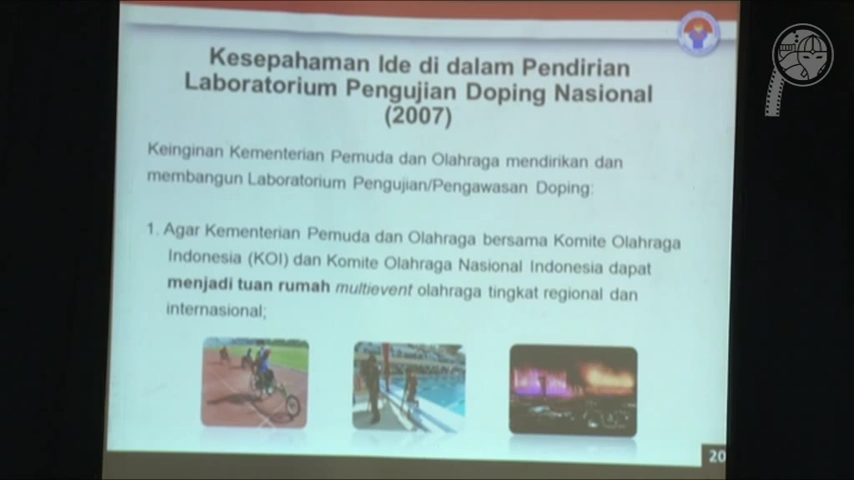 Kesepahaman Ide di dalam Pendirian
Laboratorium Pengujian Doping Nasional
(2007)
Keinginan Kementerian Pemuda dan Olahraga mendirikan dan
membangun Laboratorium Pengujian/Pengawasan Doping:
1. Agar Kementerian Pemuda dan Olahraga bersama Komite Olahraga
Indonesia (KOI) dan Komite Olahraga Nasional Indonesia dapat
menjadi tuan rumah multievent olahraga tingkat regional dan
internasional;
20